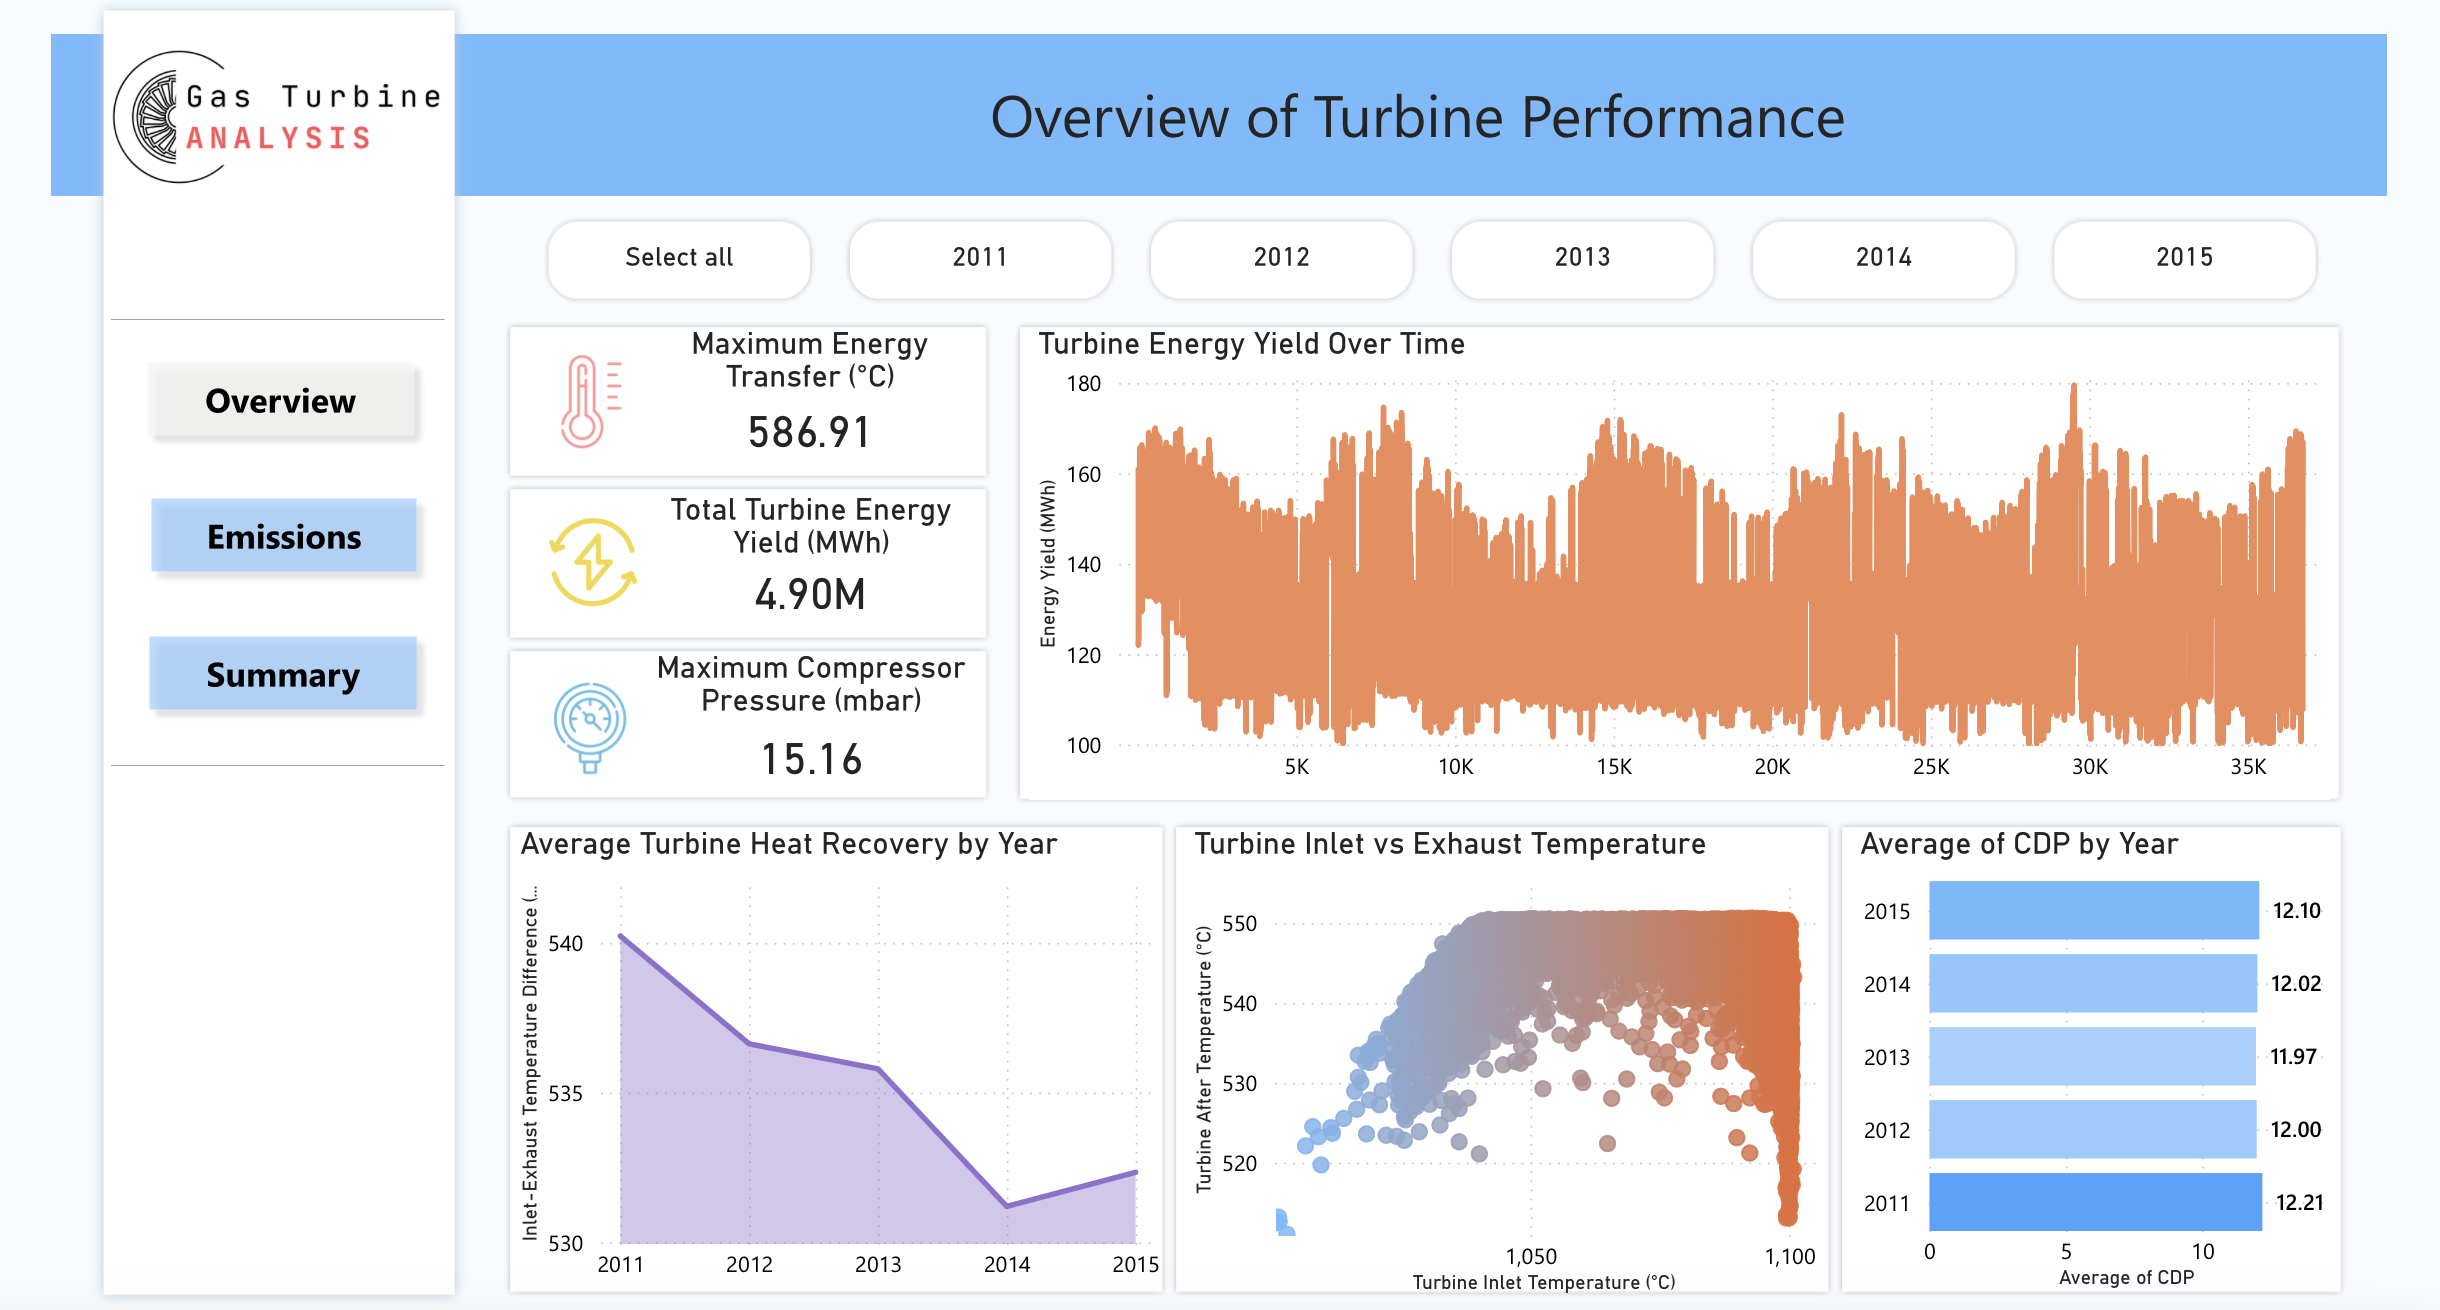 Gas Turbine
ANALYSIS
Overview of Turbine Performance
Select all
2011
2012
2013
2014
2015
Overview
Emissions
Summary
Maximum Energy
Transfer (°C)
586.91
Total Turbine Energy
Yield (MWh)
4.90M
Maximum Compressor
Pressure (mbar)
15.16
Turbine Energy Yield Over Time
Energy Yield (MWh)
180
160
140
120
100
5K
10K
15K
20K
25K
30K
35K
Average Turbine Heat Recovery by Year
Inlet-Exhaust Temperature Difference (...
540
535
530
2011
2012
2013
2014
2015
Turbine Inlet vs Exhaust Temperature
Turbine After Temperature (°C)
550
540
530
520
1,050
1,100
Turbine Inlet Temperature (°C)
Average of CDP by Year
2015 12.10
2014 12.02
2013 11.97
2012 12.00
2011 12.21
0
5
10
Average of CDP